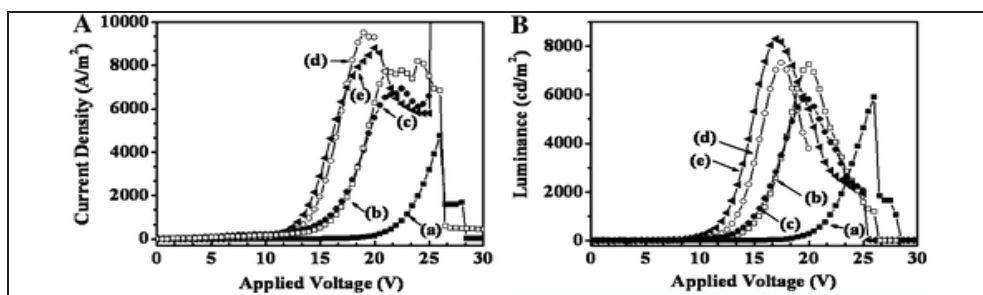 A
B
Current Density (A/m²)
10000
8000
6000
4000
2000
0
(d)
(e)
(c)
(b)
(a)
0 5 10 15 20 25 30
Applied Voltage (V)
Luminance (cd/m²)
8000
6000
4000
2000
0
(d)
(e)
(b)
(c)
(a)
0 5 10 15 20 25 30
Applied Voltage (V)